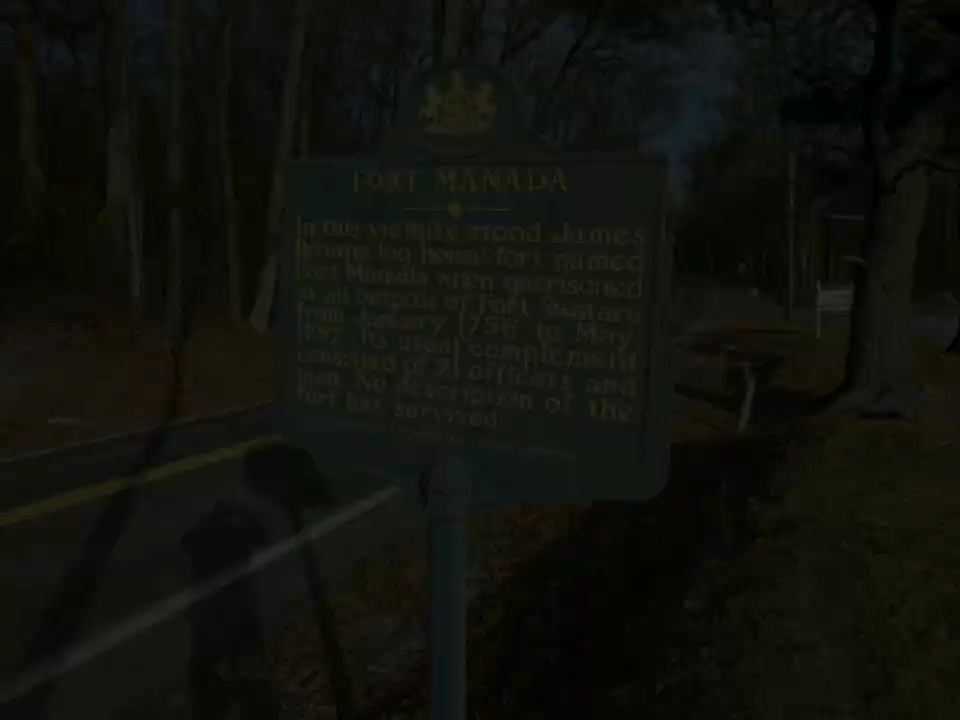 FORT MANADA
In this vicinity stood James
Brown's log house fort named
Fort Manada when garrisoned
as an outpost of Fort Swatara
from January 1756 to May
1757. Its usual complement
consisted of 21 officers and
men. No description of the
fort has survived.